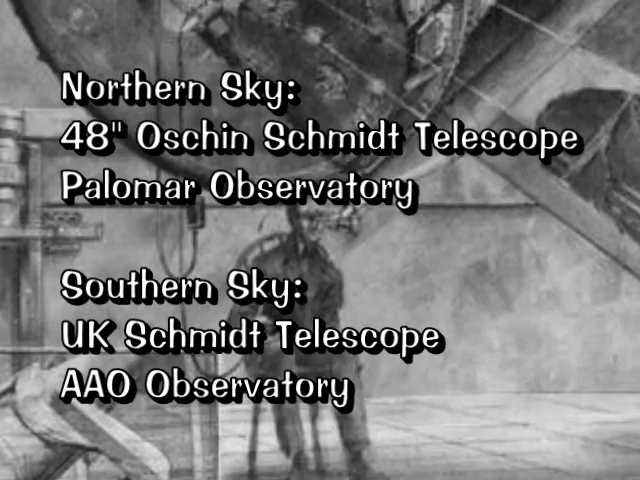 Northern Sky:
48" Oschin Schmidt Telescope
Palomar Observatory
Southern Sky:
UK Schmidt Telescope
AAO Observatory